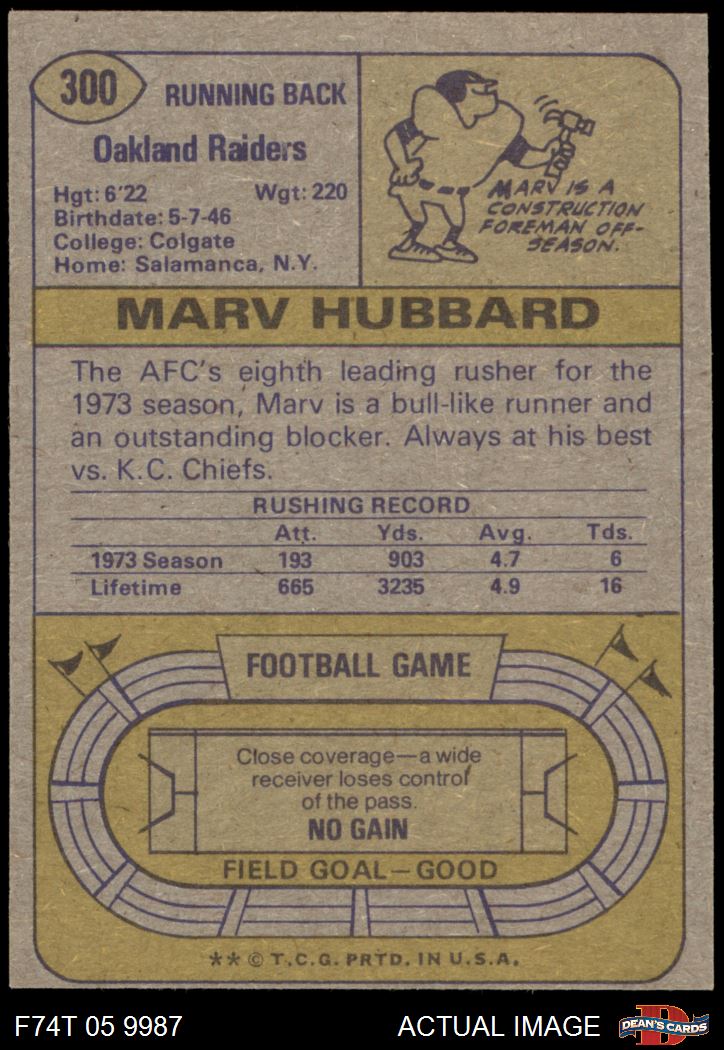 300
RUNNING BACK
Oakland Raiders
Hgt: 6'22 Wgt: 220
Birthdate: 5-7-46
College: Colgate
Home: Salamanca, N.Y.
MARV IS A
CONSTRUCTION
FOREMAN OFF-
SEASON.
MARV HUBBARD
The AFC's eighth leading rusher for the
1973 season, Marv is a bull-like runner and
an outstanding blocker. Always at his best
vs. K.C. Chiefs.
RUSHING RECORD
Att. Yds. Avg. Tds.
1973 Season 193 903 4.7 6
Lifetime 665 3235 4.9 16
FOOTBALL GAME
Close coverage—a wide
receiver loses control
of the pass.
NO GAIN
FIELD GOAL—GOOD
** © T.C.G. PRTD. IN U.S.A.
F74T 05 9987 ACTUAL IMAGE
D
DEAN'S CARDS